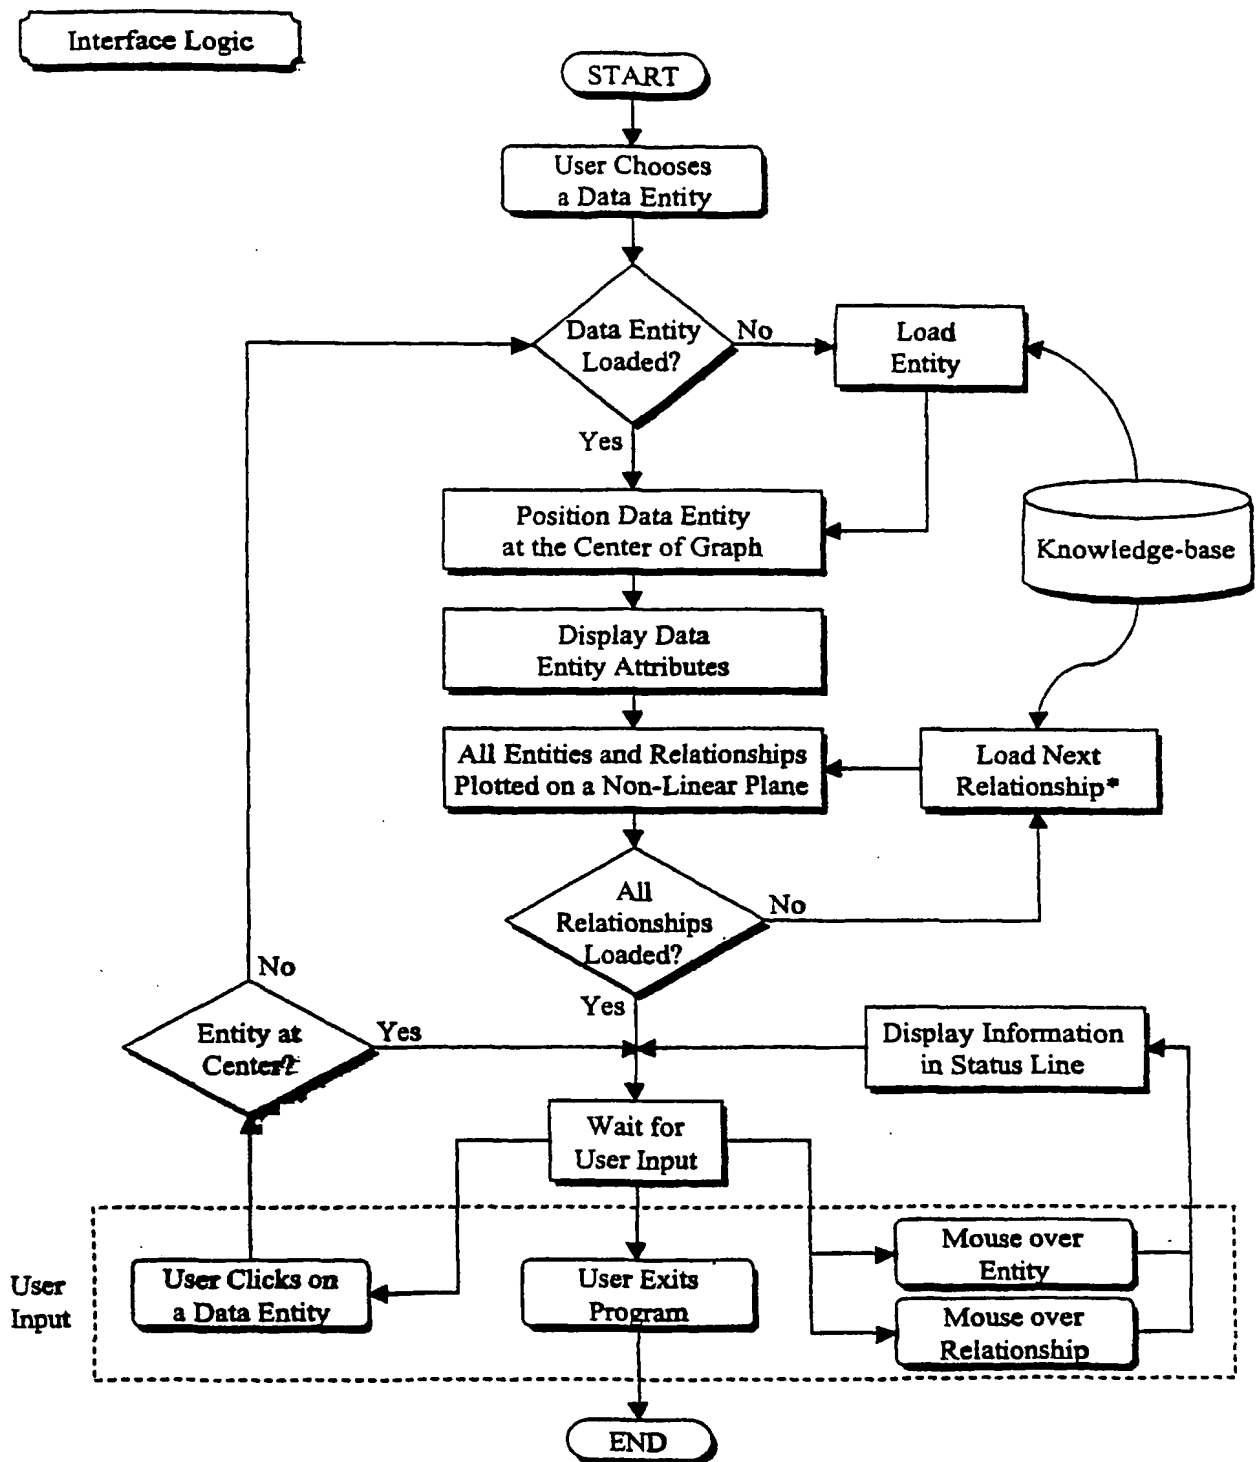 Interface Logic
START
User Chooses
a Data Entity
Data Entity
Loaded?
No
Load
Entity
Yes
Position Data Entity
at the Center of Graph
Knowledge-base
Display Data
Entity Attributes
All Entities and Relationships
Plotted on a Non-Linear Plane
Load Next
Relationship*
All
Relationships
Loaded?
No
No
Yes
Entity at
Center?
Yes
Display Information
in Status Line
Wait for
User Input
User
Input
User Clicks on
a Data Entity
User Exits
Program
Mouse over
Entity
Mouse over
Relationship
END